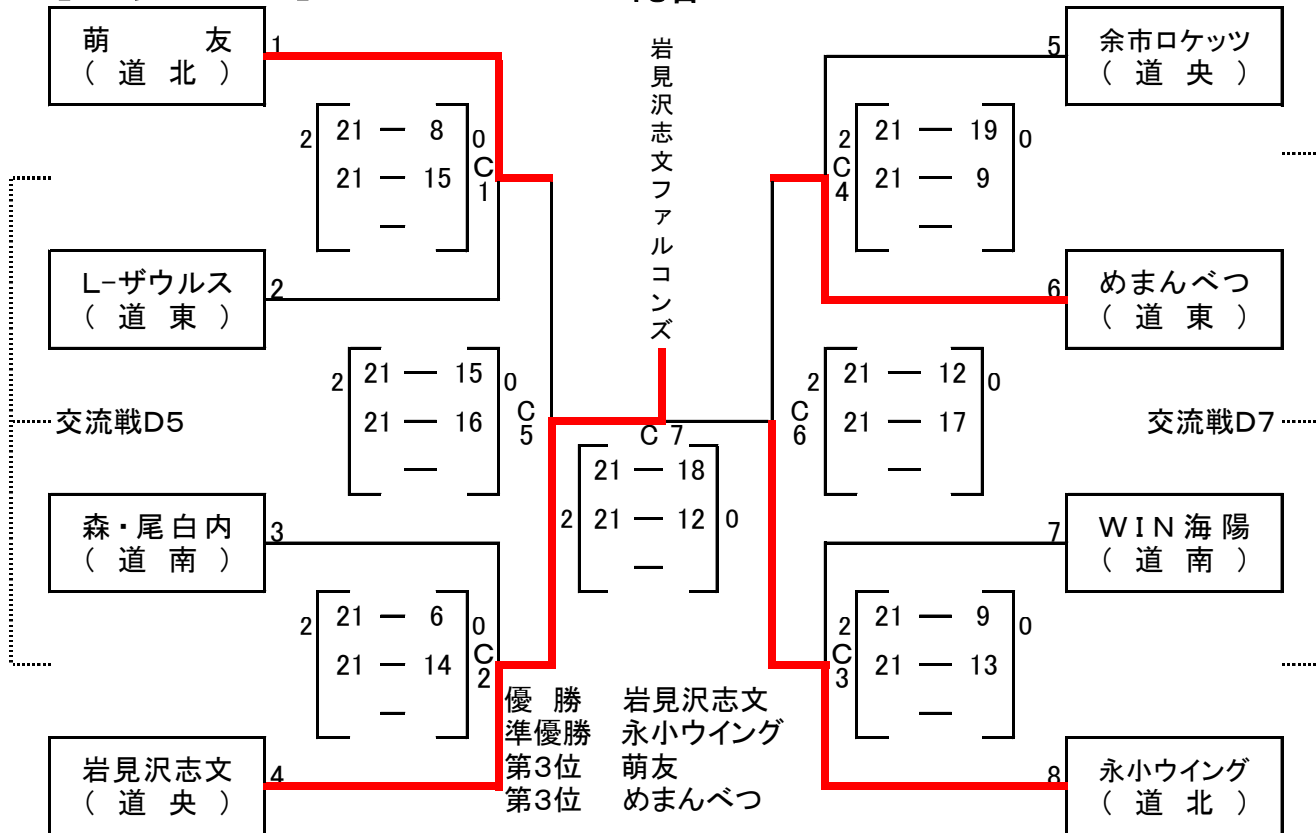 萌 友
( 道 北 )
1
2
21 ― 8
0
21 ― 15
―
C1
L-ザウルス
( 道 東 )
2
交流戦D5
2
21 ― 15
0
21 ― 16
―
C5
森・尾白内
( 道 南 )
3
2
21 ― 6
0
21 ― 14
―
C2
岩見沢志文
( 道 央 )
4
岩見沢志文ファルコンズ
C7
21 ― 18
2
21 ― 12
0
―
優 勝 岩見沢志文
準優勝 永小ウイング
第3位 萌友
第3位 めまんべつ
5
余市ロケッツ
( 道 央 )
2
21 ― 19
0
21 ― 9
―
C4
6
めまんべつ
( 道 東 )
2
21 ― 12
0
21 ― 17
―
C6
交流戦D7
7
WIN海陽
( 道 南 )
2
21 ― 9
0
21 ― 13
―
C3
8
永小ウイング
( 道 北 )